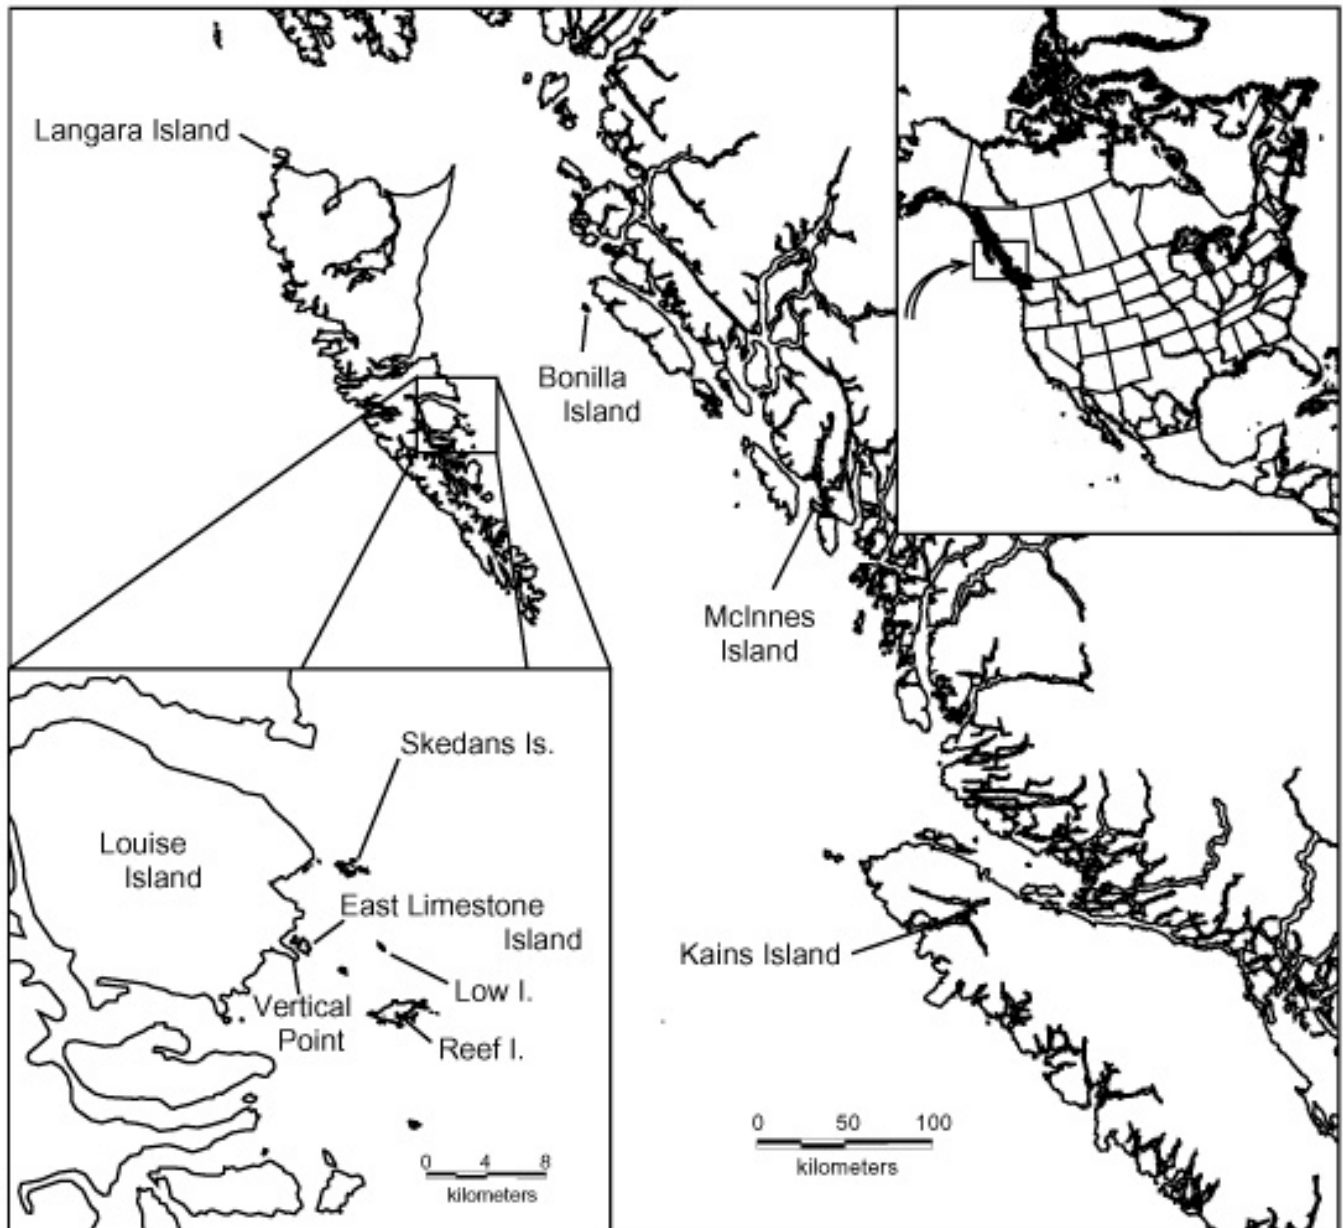 Langara Island
Bonilla
Island
McInnes
Island
Skedans Is.
Louise
Island
East Limestone
Island
Kains Island
Low I.
Vertical
Point
Reef I.
0 50 100
kilometers
0 4 8
kilometers